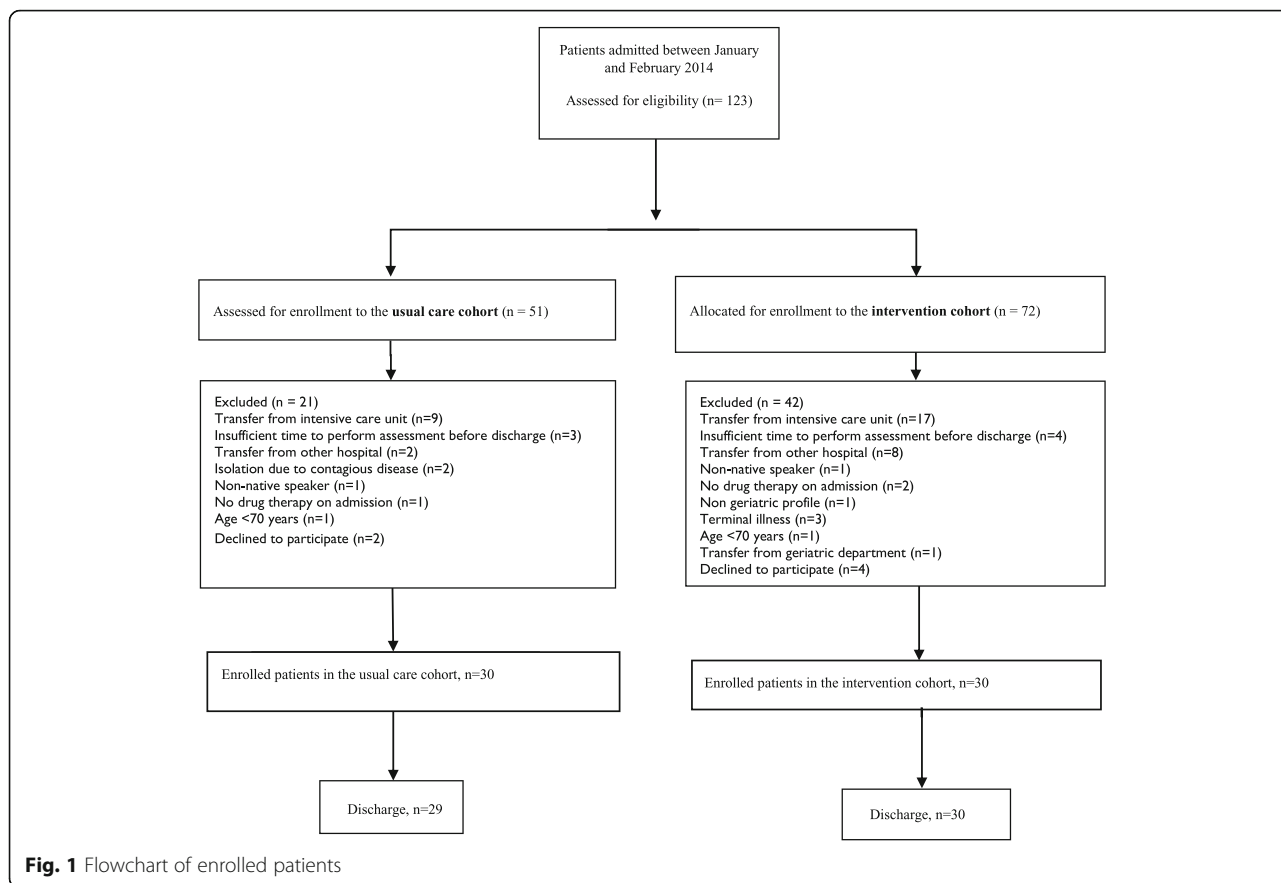 Patients admitted between January
and February 2014
Assessed for eligibility (n= 123)
Assessed for enrollment to the usual care cohort (n = 51)
Allocated for enrollment to the intervention cohort (n = 72)
Excluded (n = 21)
Transfer from intensive care unit (n=9)
Insufficient time to perform assessment before discharge (n=3)
Transfer from other hospital (n=2)
Isolation due to contagious disease (n=2)
Non-native speaker (n=1)
No drug therapy on admission (n=1)
Age <70 years (n=1)
Declined to participate (n=2)
Excluded (n = 42)
Transfer from intensive care unit (n=17)
Insufficient time to perform assessment before discharge (n=4)
Transfer from other hospital (n=8)
Non-native speaker (n=1)
No drug therapy on admission (n=2)
Non geriatric profile (n=1)
Terminal illness (n=3)
Age <70 years (n=1)
Transfer from geriatric department (n=1)
Declined to participate (n=4)
Enrolled patients in the usual care cohort, n=30
Enrolled patients in the intervention cohort, n=30
Discharge, n=29
Discharge, n=30
Fig. 1 Flowchart of enrolled patients